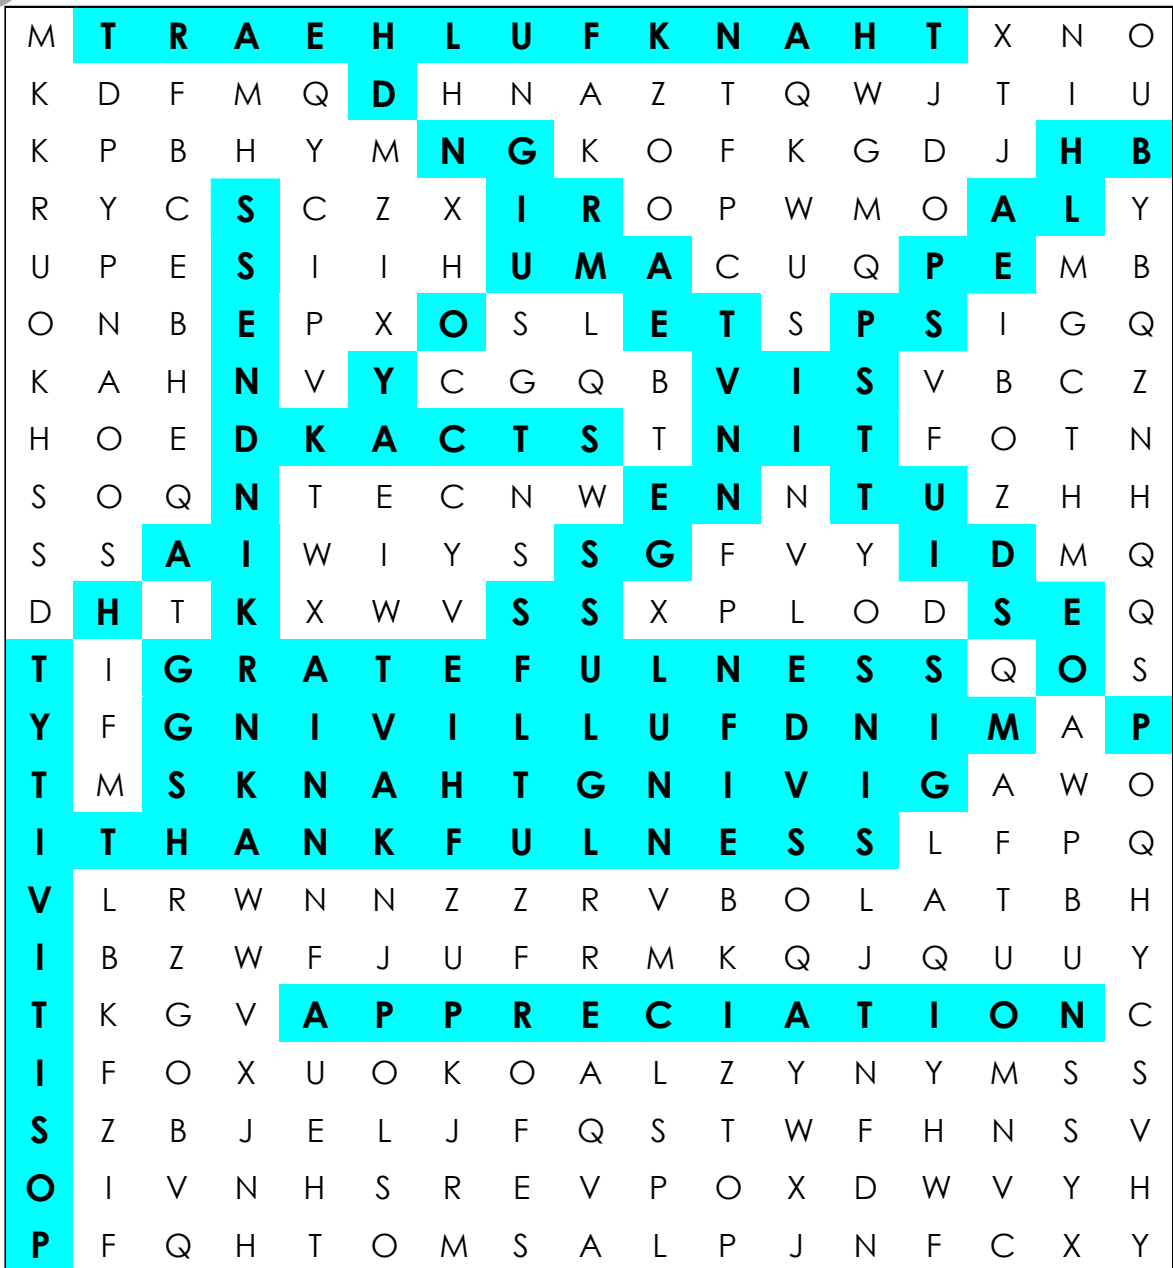 M T R A E H L U F K N A H T X N O
K D F M Q D H N A Z T Q W J T I U
K P B H Y M N G K O F K G D J H B
R Y C S C Z X I R O P W M O A L Y
U P E S I I H U M A C U Q P E M B
O N B E P X O S L E T S P S I G Q
K A H N V Y C G Q B V I S V B C Z
H O E D K A C T S T N I T F O T N
S O Q N T E C N W E N N T U Z H H
S S A I W I Y S S G F V Y I D M Q
D H T K X W V S S X P L O D S E Q
T I G R A T E F U L N E S S Q O S
Y F G N I V I L L U F D N I M A P
T M S K N A H T G N I V I G A W O
I T H A N K F U L N E S S L F P Q
V L R W N N Z Z R V B O L A T B H
I B Z W F J U F R M K Q J Q U U Y
T K G V A P P R E C I A T I O N C
I F O X U O K O A L Z Y N Y M S S
S Z B J E L J F Q S T W F H N S V
O I V N H S R E V P O X D W V Y H
P F Q H T O M S A L P J N F C X Y